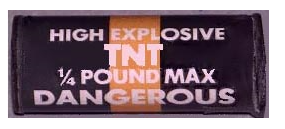 HIGH EXPLOSIVE
TNT
¼ POUND MAX
DANGEROUS